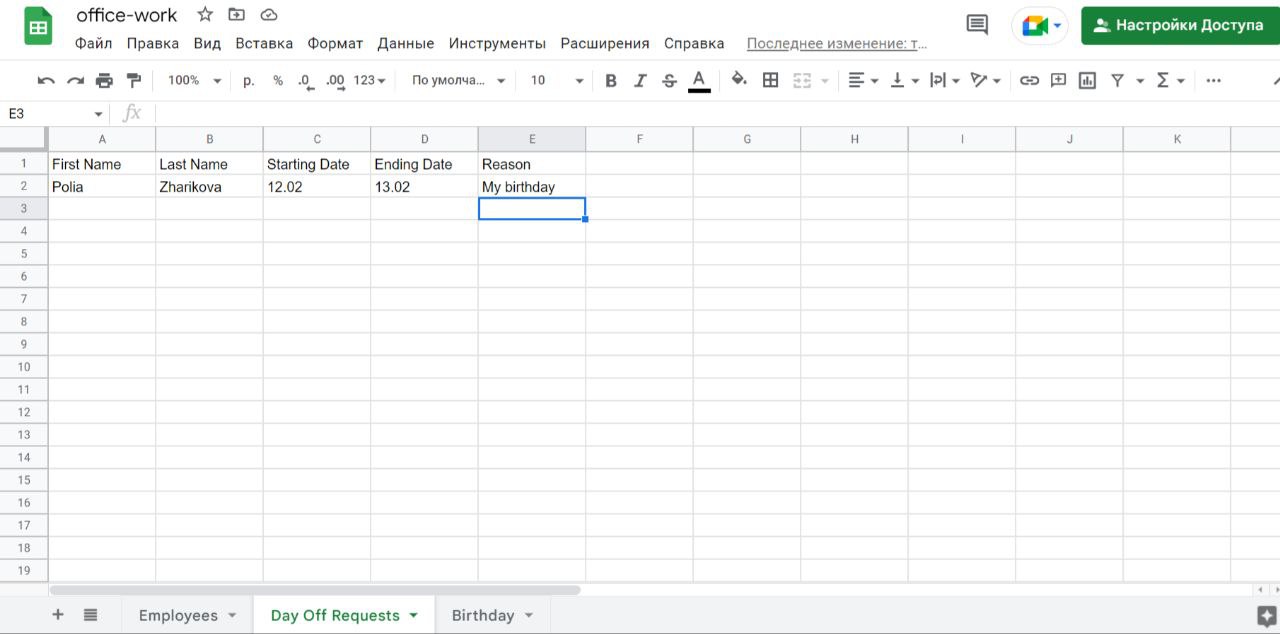 office-work
Файл Правка Вид Вставка Формат Данные Инструменты Расширения Справка Последнее изменение: т...
Настройки Доступа
100% р. % .0 .00 123 По умолча... 10 B I S A
E3 fx
A B C D E F G H I J K
1 First Name Last Name Starting Date Ending Date Reason
2 Polia Zharikova 12.02 13.02 My birthday
3
4
5
6
7
8
9
10
11
12
13
14
15
16
17
18
19
Employees Day Off Requests Birthday